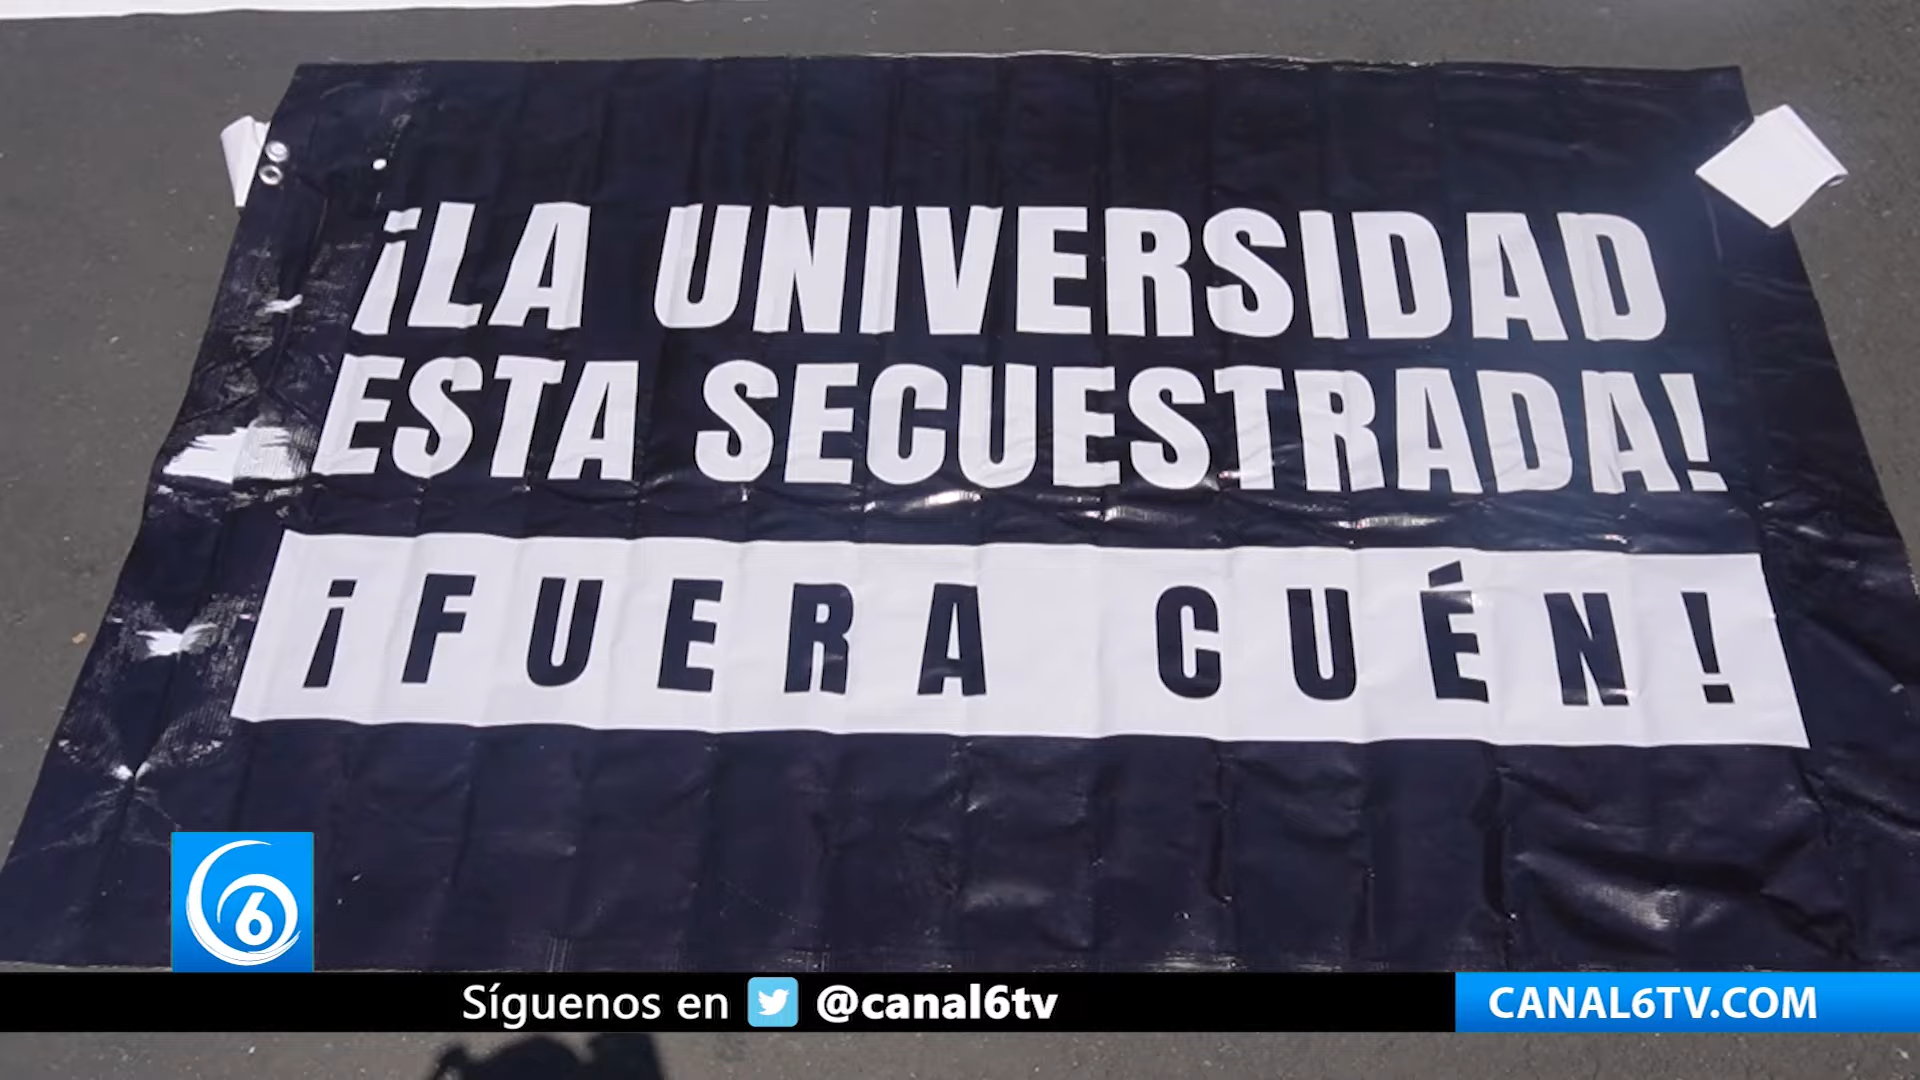 ¡LA UNIVERSIDAD
ESTA SECUESTRADA!
¡FUERA CUÉN!
6
Síguenos en @canal6tv
CANAL6TV.COM